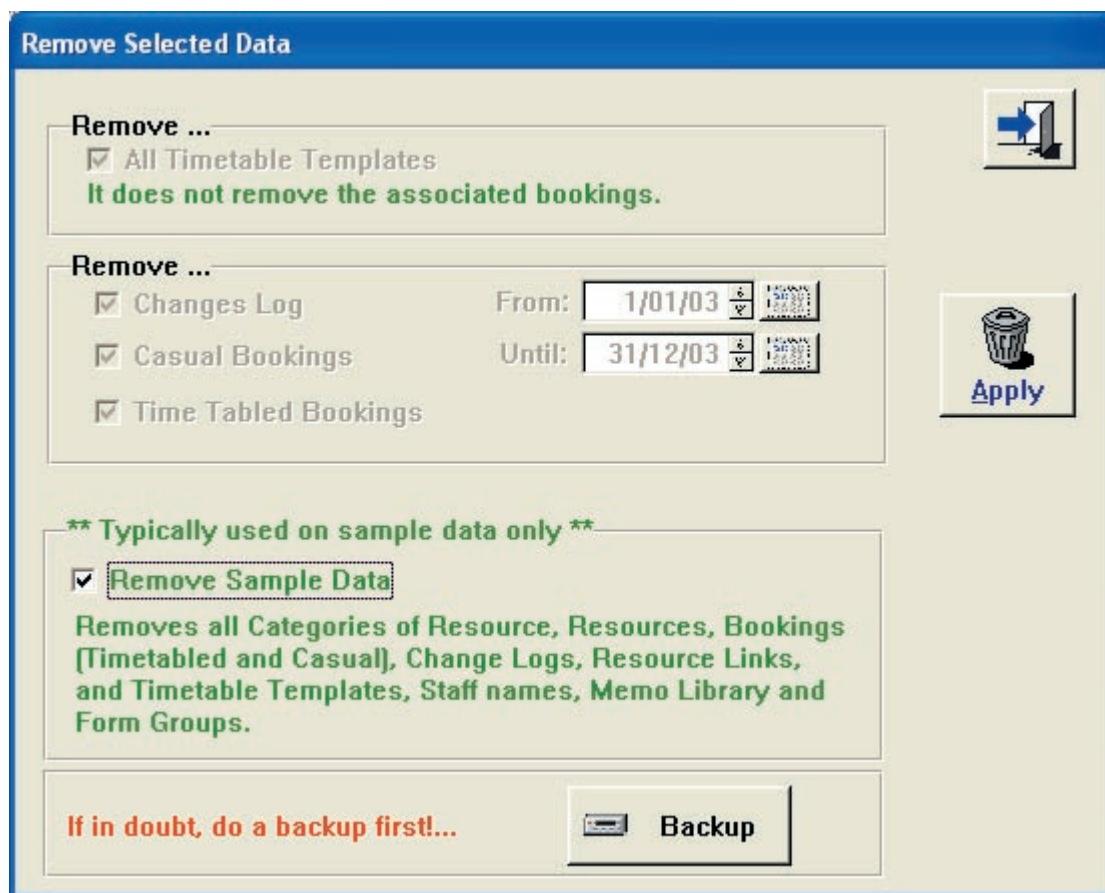 Remove Selected Data
Remove ...
All Timetable Templates
It does not remove the associated bookings.
Remove ...
Changes Log From: 1/01/03
Casual Bookings Until: 31/12/03
Time Tabled Bookings
Apply
** Typically used on sample data only **
Remove Sample Data
Removes all Categories of Resource, Resources, Bookings
(Timetabled and Casual), Change Logs, Resource Links,
and Timetable Templates, Staff names, Memo Library and
Form Groups.
If in doubt, do a backup first!... Backup